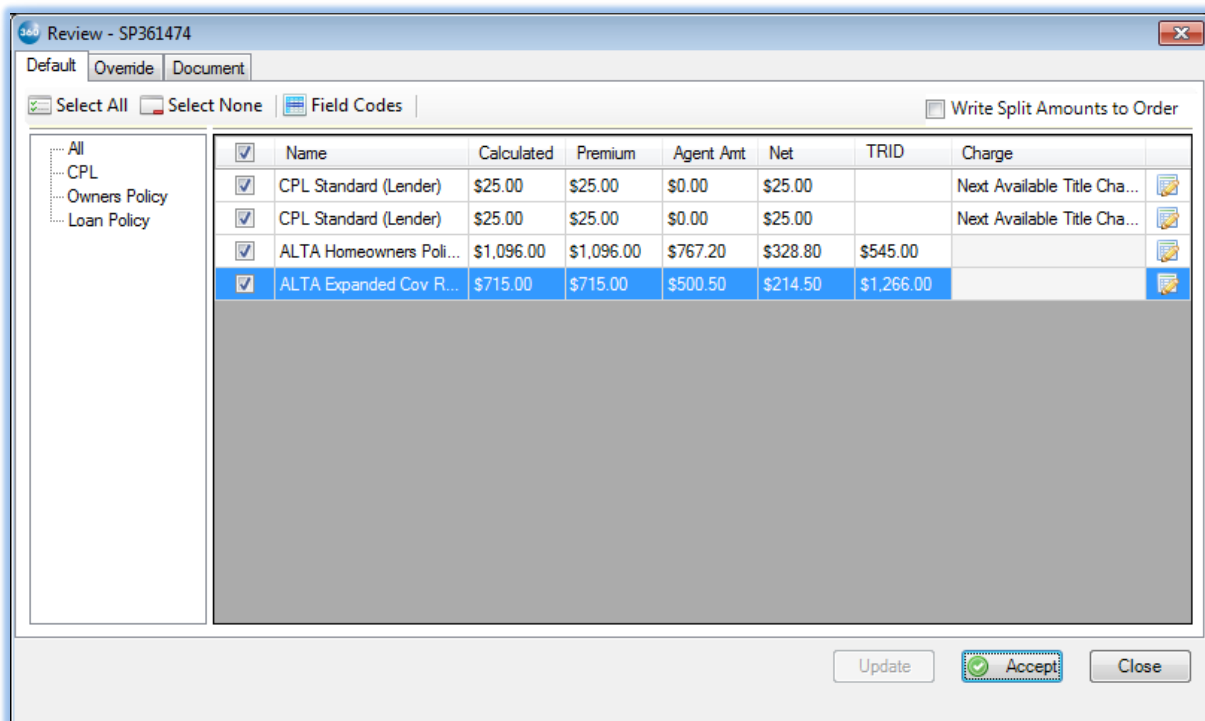 360 Review - SP361474
Default Override Document
Select All Select None Field Codes Write Split Amounts to Order
All
CPL
Owners Policy
Loan Policy
Name Calculated Premium Agent Amt Net TRID Charge
CPL Standard (Lender) $25.00 $25.00 $0.00 $25.00 Next Available Title Cha...
CPL Standard (Lender) $25.00 $25.00 $0.00 $25.00 Next Available Title Cha...
ALTA Homeowners Poli... $1,096.00 $1,096.00 $767.20 $328.80 $545.00
ALTA Expanded Cov R... $715.00 $715.00 $500.50 $214.50 $1,266.00
Update Accept Close